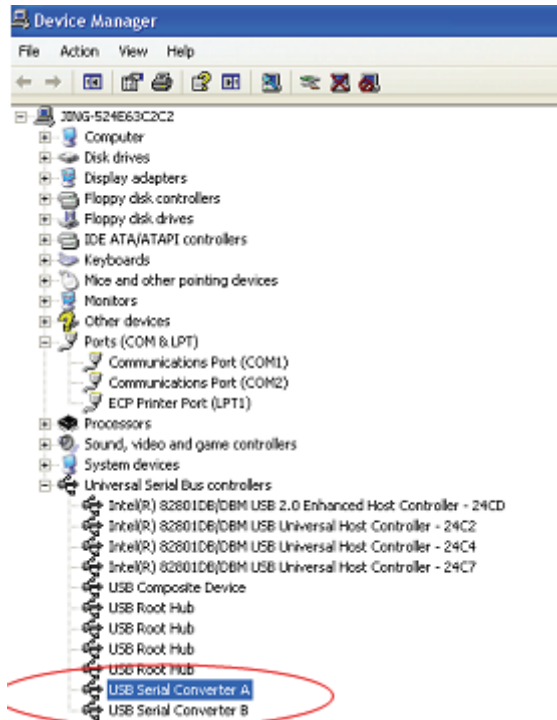 Device Manager
File Action View Help
JING-524E63C2C2
Computer
Disk drives
Display adapters
Floppy disk controllers
Floppy disk drives
IDE ATA/ATAPI controllers
Keyboards
Mice and other pointing devices
Monitors
Other devices
Ports (COM & LPT)
Communications Port (COM1)
Communications Port (COM2)
ECP Printer Port (LPT1)
Processors
Sound, video and game controllers
System devices
Universal Serial Bus controllers
Intel(R) 82801DB/DBM USB 2.0 Enhanced Host Controller - 24CD
Intel(R) 82801DB/DBM USB Universal Host Controller - 24C2
Intel(R) 82801DB/DBM USB Universal Host Controller - 24C4
Intel(R) 82801DB/DBM USB Universal Host Controller - 24C7
USB Composite Device
USB Root Hub
USB Root Hub
USB Root Hub
USB Root Hub
USB Serial Converter A
USB Serial Converter B